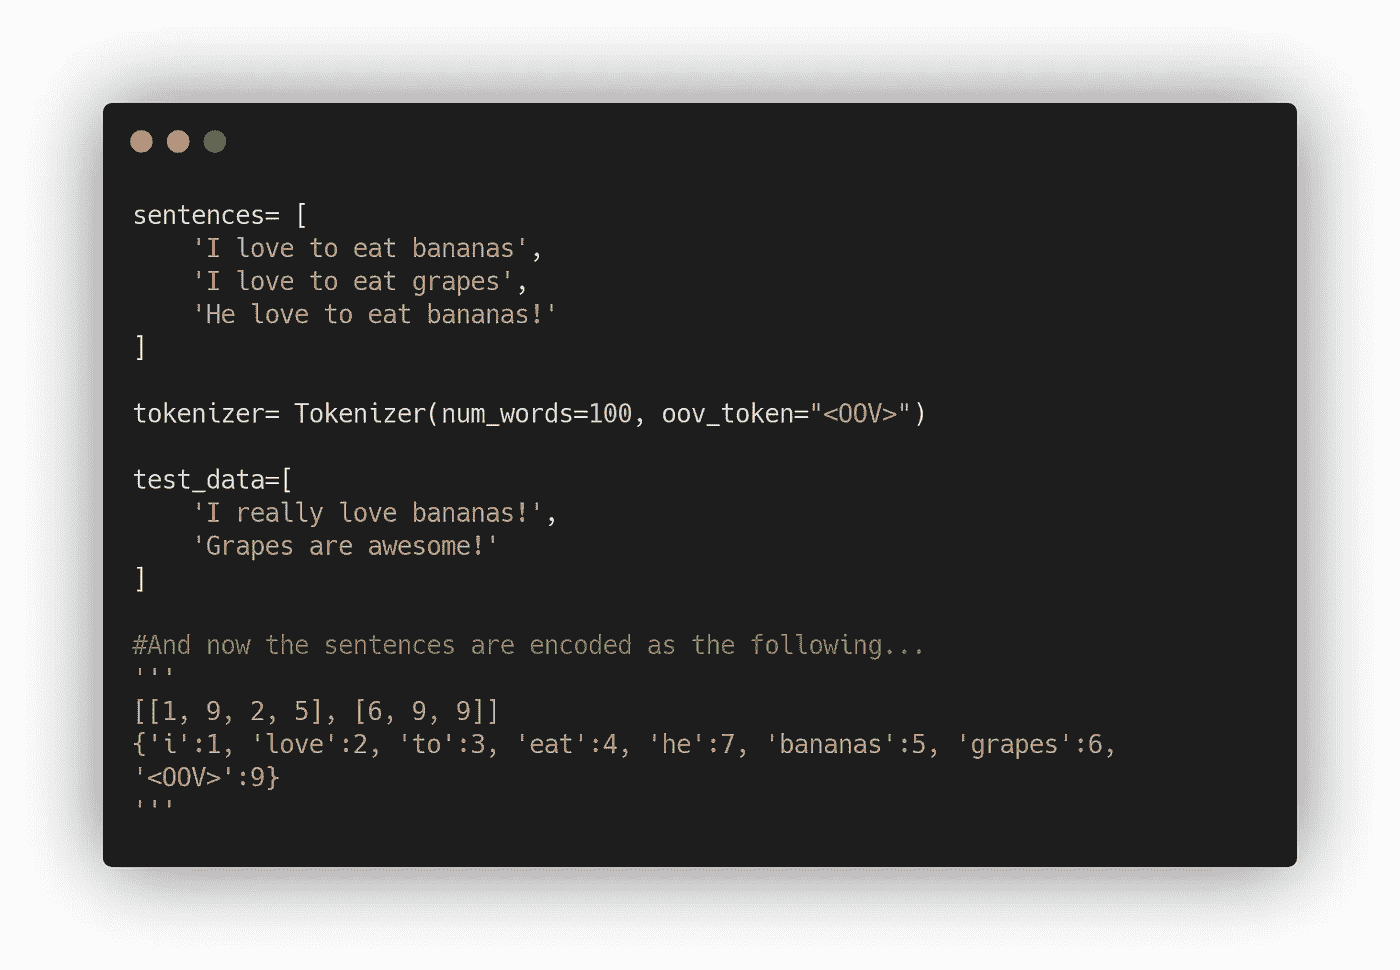 sentences= [
    'I love to eat bananas',
    'I love to eat grapes',
    'He love to eat bananas!'
]
tokenizer= Tokenizer(num_words=100, oov_token="<OOV>")
test_data=[
    'I really love bananas!',
    'Grapes are awesome!'
]
#And now the sentences are encoded as the following...
'''
[[1, 9, 2, 5], [6, 9, 9]]
{'i':1, 'love':2, 'to':3, 'eat':4, 'he':7, 'bananas':5, 'grapes':6,
'<OOV>':9}
'''